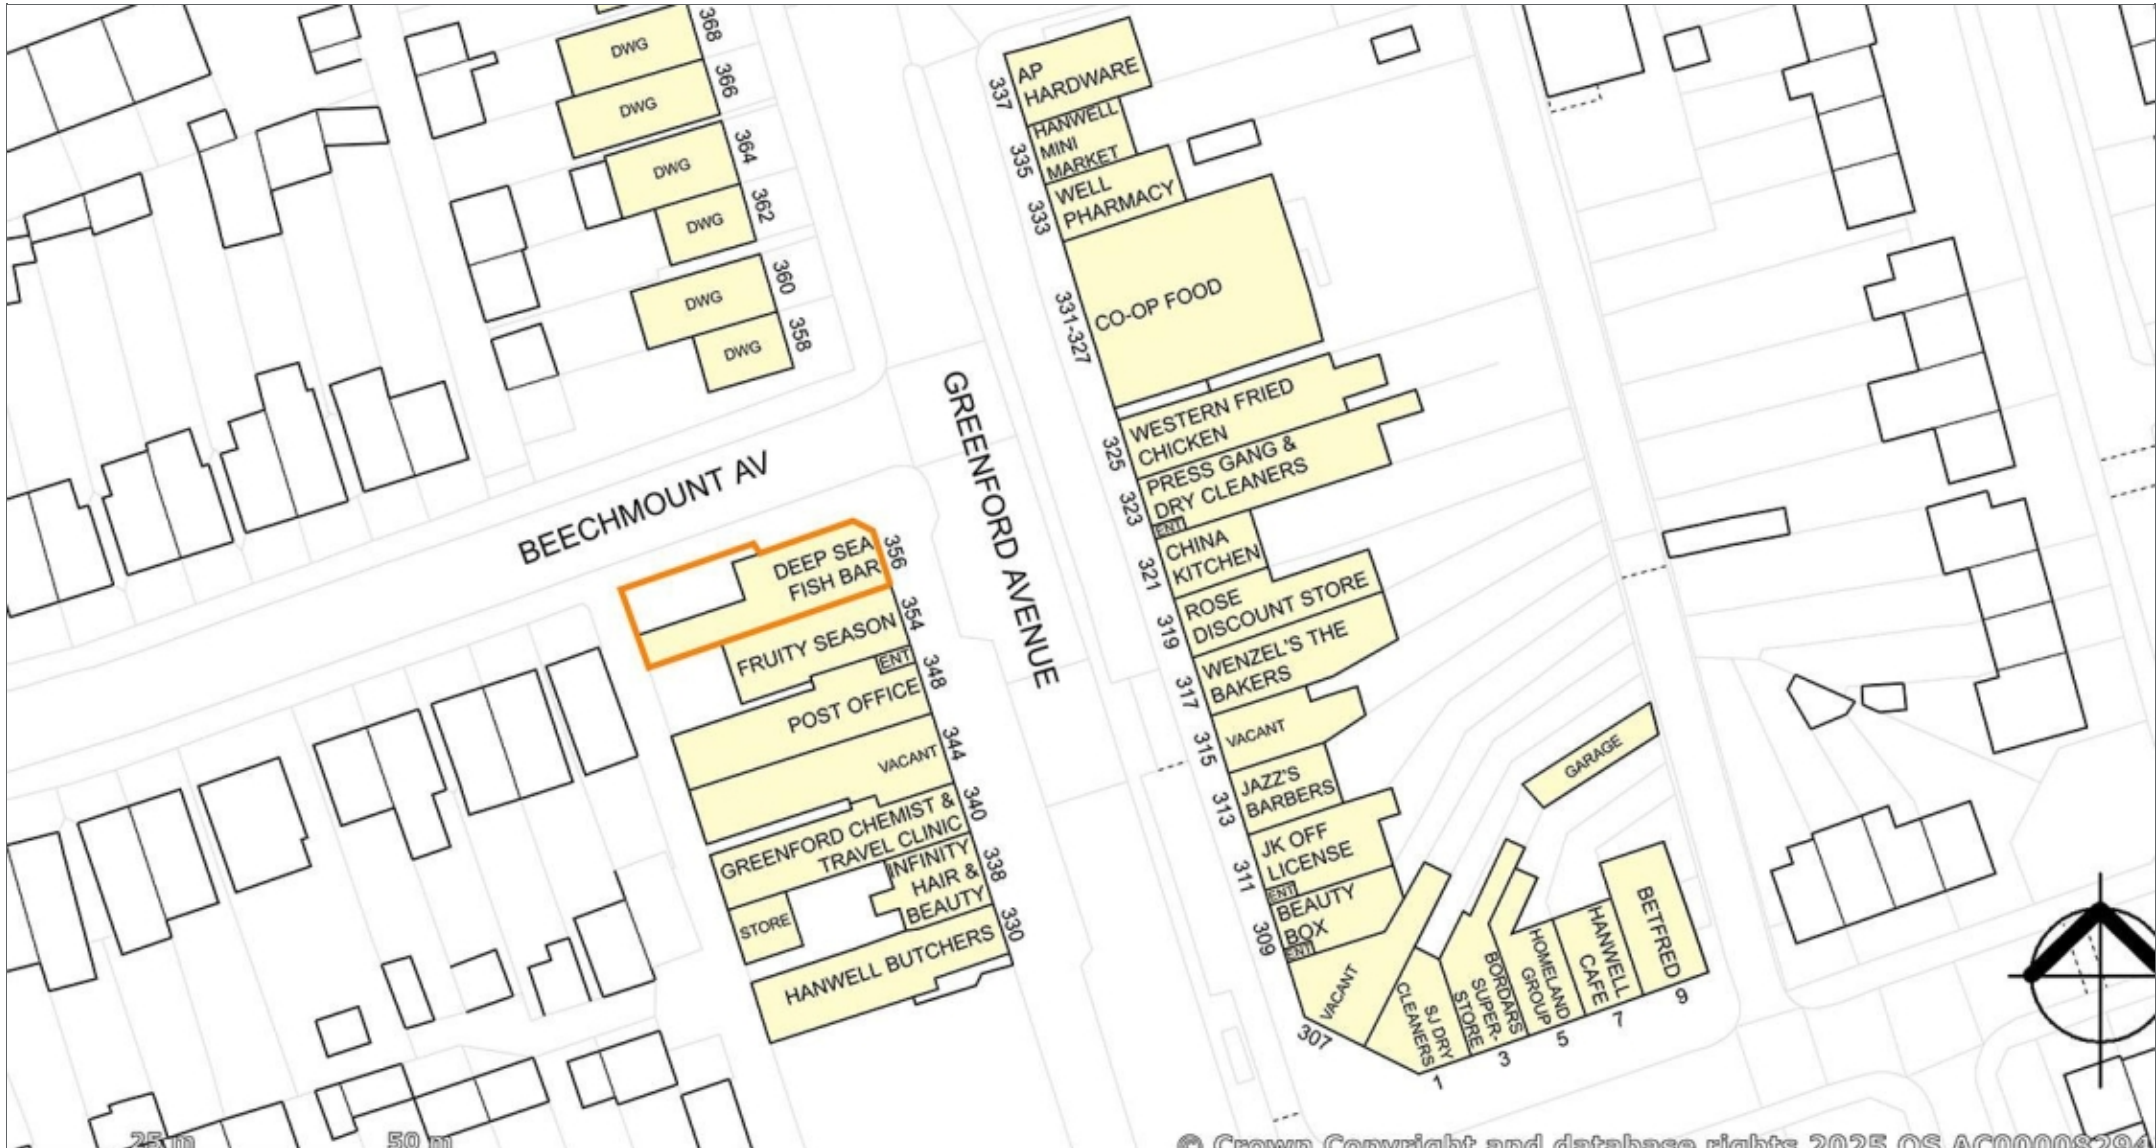 DWG
368
DWG
366
DWG
364
DWG
362
DWG
360
DWG
358
BEECHMOUNT AV
GREENFORD AVENUE
DEEP SEA
FISH BAR
356
FRUITY SEASON
354
ENT
POST OFFICE
348
VACANT
344
GREENFORD CHEMIST &
TRAVEL CLINIC
340
INFINITY
HAIR &
BEAUTY
338
STORE
HANWELL BUTCHERS
330
AP
HARDWARE
337
HANWELL
MINI
MARKET
335
WELL
PHARMACY
333
CO-OP FOOD
331-327
WESTERN FRIED
CHICKEN
325
PRESS GANG &
DRY CLEANERS
323
ENT
CHINA
KITCHEN
321
ROSE
DISCOUNT STORE
319
WENZEL'S THE
BAKERS
317
VACANT
315
JAZZ'S
BARBERS
313
JK OFF
LICENSE
311
ENT
BEAUTY
BOX
309
ENT
VACANT
307
SJ DRY
CLEANERS
1
BORDARS
SUPER-
STORE
3
HOMELAND
GROUP
5
HANWELL
CAFE
7
BETFRED
9
GARAGE
25 m
50 m
© Crown Copyright and database rights 2025 OS